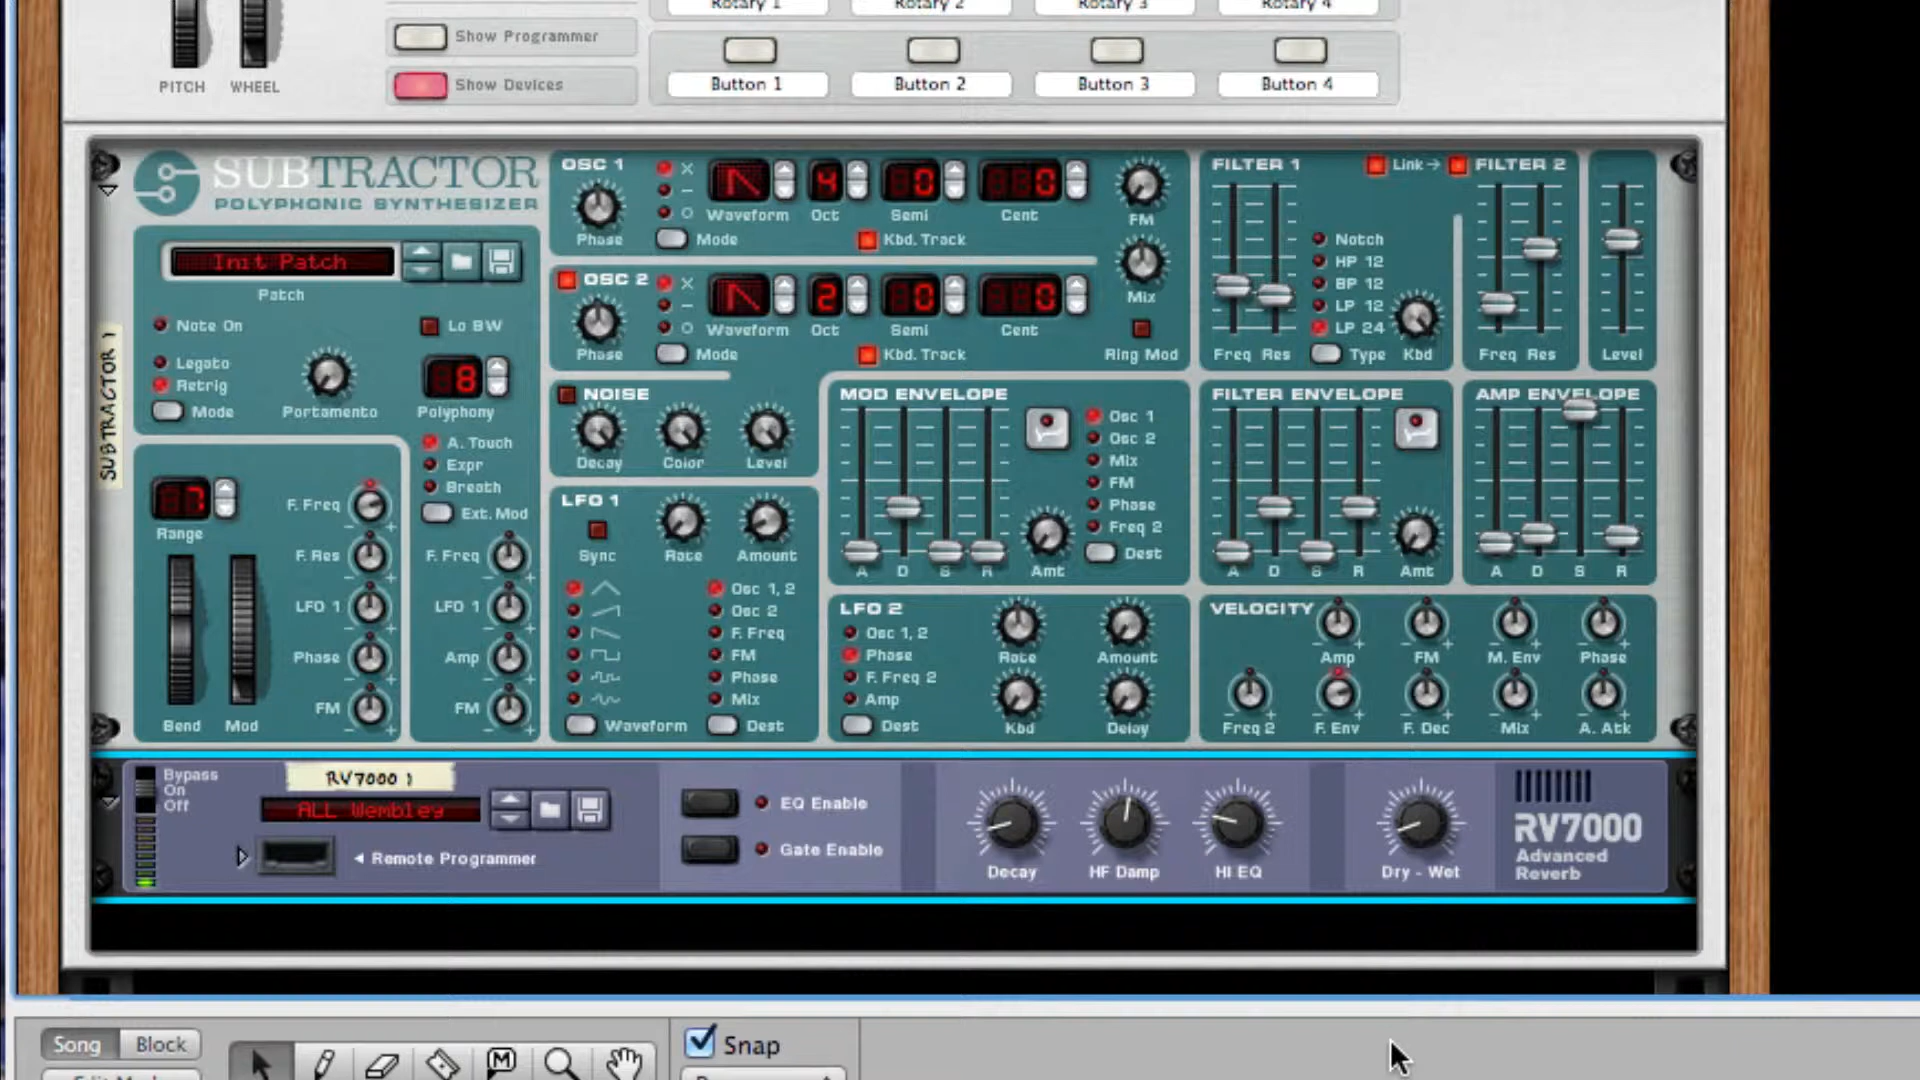 Rotary 1 Rotary 2 Rotary 3 Rotary 4
Show Programmer
PITCH WHEEL
Show Devices
Button 1 Button 2 Button 3 Button 4
SUBTRACTOR
POLYPHONIC SYNTHESIZER
SUBTRACTOR 1
Init Patch
Patch
Note On
Lo BW
Legato
Retrig
Mode
Portamento
8
Polyphony
A. Touch
Expr
Breath
Ext. Mod
7
Range
F. Freq
F. Res
LFO 1
Phase
FM
Bend Mod
F. Freq
LFO 1
Amp
FM
OSC 1
Phase
X
-
O
Mode
4 0 0
Waveform Oct Semi Cent
Kbd. Track
FM
OSC 2
Phase
X
-
O
Mode
2 0 0
Waveform Oct Semi Cent
Kbd. Track
Mix
Ring Mod
NOISE
Decay Color Level
LFO 1
Sync Rate Amount
Osc 1, 2
Osc 2
F. Freq
FM
Phase
Mix
Waveform Dest
MOD ENVELOPE
Osc 1
Osc 2
Mix
FM
Phase
Freq 2
Dest
A D S R Amt
LFO 2
Osc 1, 2
Phase
F. Freq 2
Amp
Dest
Rate Amount
Kbd Delay
FILTER 1
Link
FILTER 2
Notch
HP 12
BP 12
LP 12
LP 24
Freq Res Type Kbd
Freq Res Level
FILTER ENVELOPE
A D S R Amt
AMP ENVELOPE
A D S R
VELOCITY
Amp FM M. Env Phase
Freq 2 F. Env F. Dec Mix A. Atk
Bypass
On
Off
RV7000 1
ALL Wembley
Remote Programmer
EQ Enable
Gate Enable
Decay HF Damp HI EQ Dry - Wet
RV7000
Advanced
Reverb
Song Block
M
Snap